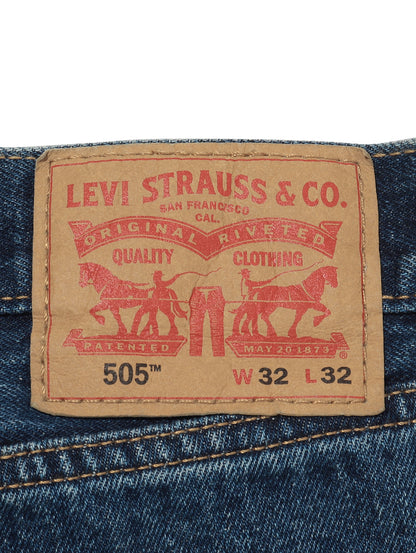 LEVI STRAUSS & CO.
SAN FRANCISCO
CAL.
ORIGINAL RIVETED
QUALITY CLOTHING
PATENTED MAY 20 1873 ®
505™ W 32 L 32